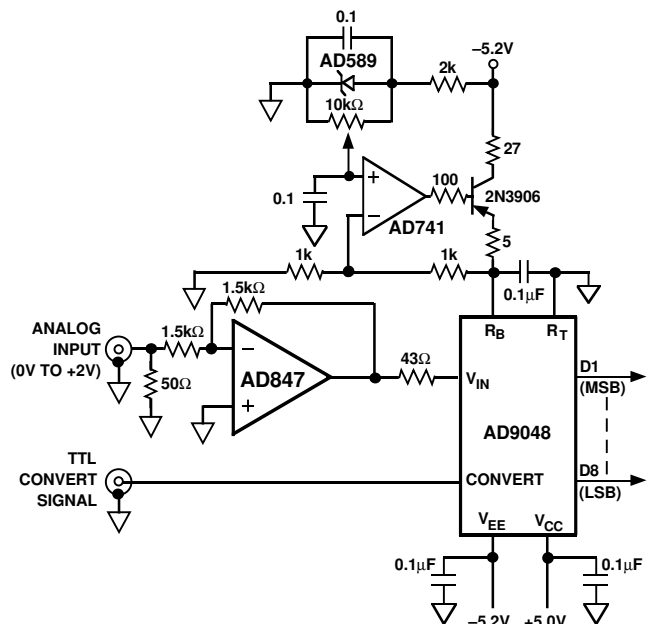 0.1
AD589
–5.2V
2k
10kΩ
27
+
100
2N3906
0.1
–
AD741
5
1k
1k
0.1μF
1.5kΩ
ANALOG
INPUT
(0V TO +2V)
1.5kΩ
RB
RT
–
43Ω
D1
(MSB)
50Ω
AD847
VIN
+
AD9048
TTL
CONVERT
SIGNAL
CONVERT
D8
(LSB)
VEE
VCC
0.1μF
0.1μF
–5.2V
+5.0V